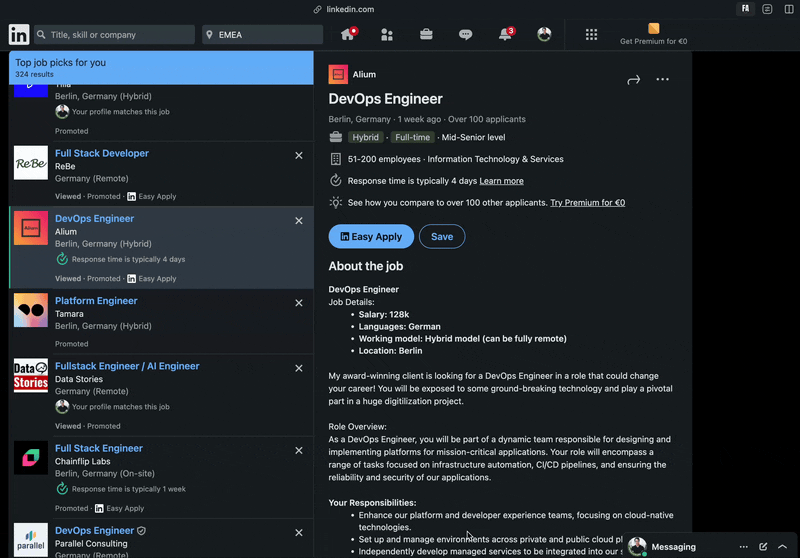 linkedin.com
Title, skill or company
EMEA
3
Get Premium for €0
Top job picks for you
324 results
Berlin, Germany (Hybrid)
Your profile matches this job
Promoted
ReBe
Full Stack Developer
ReBe
Germany (Remote)
Viewed · Promoted · in Easy Apply
Alium
DevOps Engineer
Alium
Berlin, Germany (Hybrid)
Response time is typically 4 days
Viewed · Promoted · in Easy Apply
Platform Engineer
Tamara
Berlin, Germany (Hybrid)
Promoted
Data
Stories
Fullstack Engineer / AI Engineer
Data Stories
Germany (Remote)
Your profile matches this job
Viewed · Promoted
Full Stack Engineer
Chainflip Labs
Berlin, Germany (On-site)
Response time is typically 1 week
Promoted · in Easy Apply
parallel
DevOps Engineer
Parallel Consulting
Alium
DevOps Engineer
Berlin, Germany · 1 week ago · Over 100 applicants
Hybrid · Full-time · Mid-Senior level
51-200 employees · Information Technology & Services
Response time is typically 4 days Learn more
See how you compare to over 100 other applicants. Try Premium for €0
in Easy Apply
Save
About the job
DevOps Engineer
Job Details:
• Salary: 128k
• Languages: German
• Working model: Hybrid model (can be fully remote)
• Location: Berlin
My award-winning client is looking for a DevOps Engineer in a role that could change
your career! You will be exposed to some ground-breaking technology and play a pivotal
part in a huge digitilization project.
Role Overview:
As a DevOps Engineer, you will be part of a dynamic team responsible for designing and
implementing platforms for mission-critical applications. Your role will encompass a
range of tasks focused on infrastructure automation, CI/CD pipelines, and ensuring the
reliability and security of our applications.
Your Responsibilities:
• Enhance our platform and developer experience teams, focusing on cloud-native
technologies.
• Set up and manage environments across private and public cloud
• Independently develop managed services to be integrated into our
Messaging